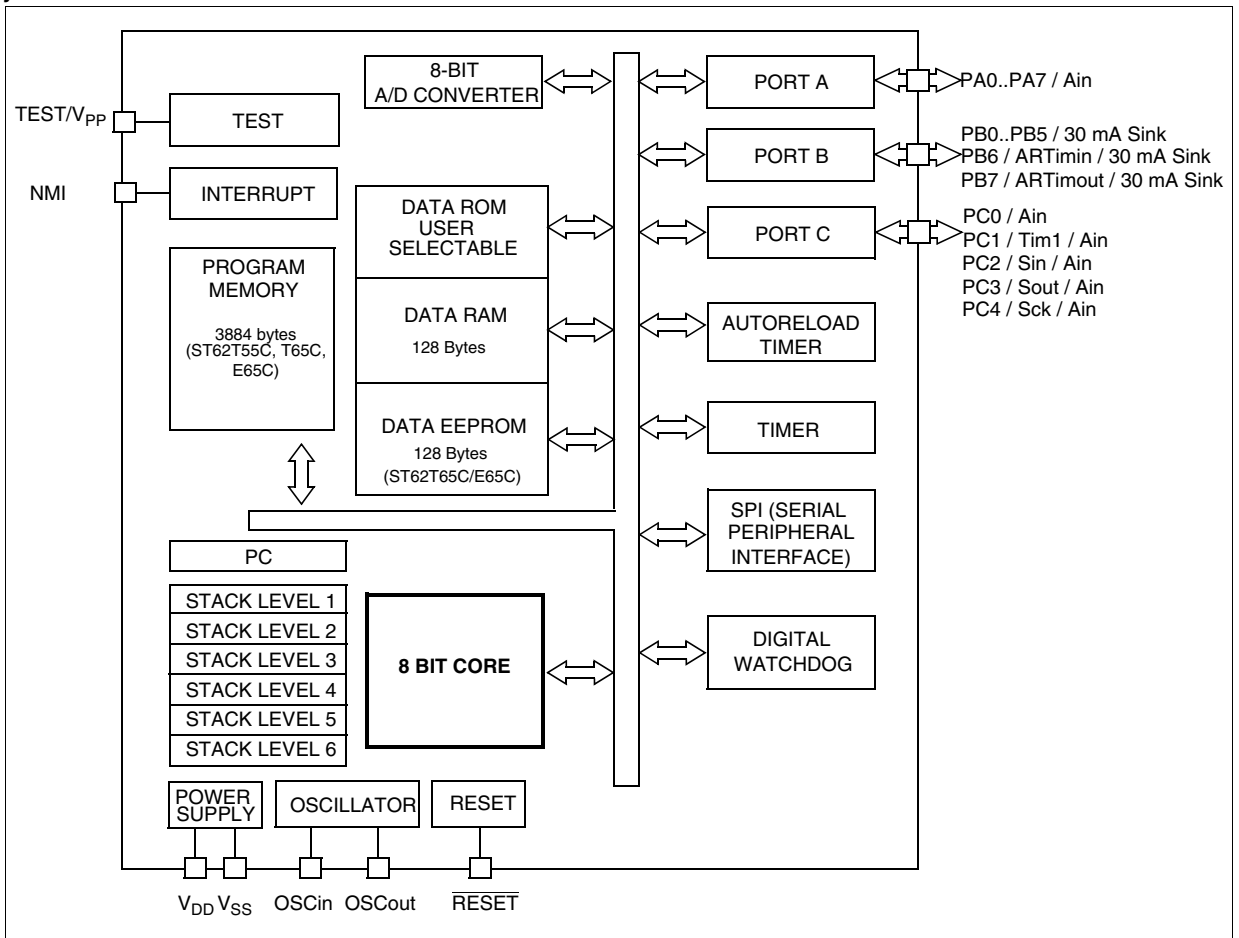 8-BIT
A/D CONVERTER
PORT A
PA0..PA7 / Ain
TEST/VPP
TEST
PORT B
PB0..PB5 / 30 mA Sink
PB6 / ARTimin / 30 mA Sink
PB7 / ARTimout / 30 mA Sink
NMI
INTERRUPT
DATA ROM
USER
SELECTABLE
PORT C
PC0 / Ain
PC1 / Tim1 / Ain
PC2 / Sin / Ain
PC3 / Sout / Ain
PC4 / Sck / Ain
PROGRAM
MEMORY
3884 bytes
(ST62T55C, T65C,
E65C)
DATA RAM
128 Bytes
AUTORELOAD
TIMER
DATA EEPROM
128 Bytes
(ST62T65C/E65C)
TIMER
SPI (SERIAL
PERIPHERAL
INTERFACE)
PC
STACK LEVEL 1
STACK LEVEL 2
STACK LEVEL 3
STACK LEVEL 4
STACK LEVEL 5
STACK LEVEL 6
8 BIT CORE
DIGITAL
WATCHDOG
POWER
SUPPLY
OSCILLATOR
RESET
VDD VSS OSCin OSCout RESET